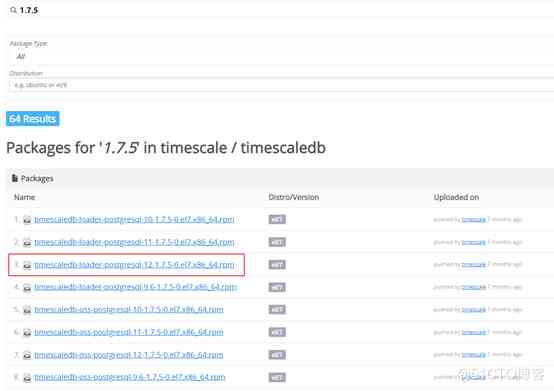 1.7.5
Package Type:
All
Distribution:
e.g, ubuntu or el/6
64 Results
Packages for '1.7.5' in timescale / timescaledb
Packages
Name Distro/Version Uploaded on
1. timescaledb-loader-postgresql-10-1.7.5-0.el7.x86_64.rpm el/7 pushed by timescale 7 months ago
2. timescaledb-loader-postgresql-11-1.7.5-0.el7.x86_64.rpm el/7 pushed by timescale 7 months ago
3. timescaledb-loader-postgresql-12-1.7.5-0.el7.x86_64.rpm el/7 pushed by timescale 7 months ago
4. timescaledb-loader-postgresql-9.6-1.7.5-0.el7.x86_64.rpm el/7 pushed by timescale 7 months ago
5. timescaledb-oss-postgresql-10-1.7.5-0.el7.x86_64.rpm el/7 pushed by timescale 7 months ago
6. timescaledb-oss-postgresql-11-1.7.5-0.el7.x86_64.rpm el/7 pushed by timescale 7 months ago
7. timescaledb-oss-postgresql-12-1.7.5-0.el7.x86_64.rpm el/7 pushed by timescale 7 months ago
8. timescaledb-oss-postgresql-9.6-1.7.5-0.el7.x86_64.rpm el/7 pushed by timescale 7 months ago
@51CTO博客